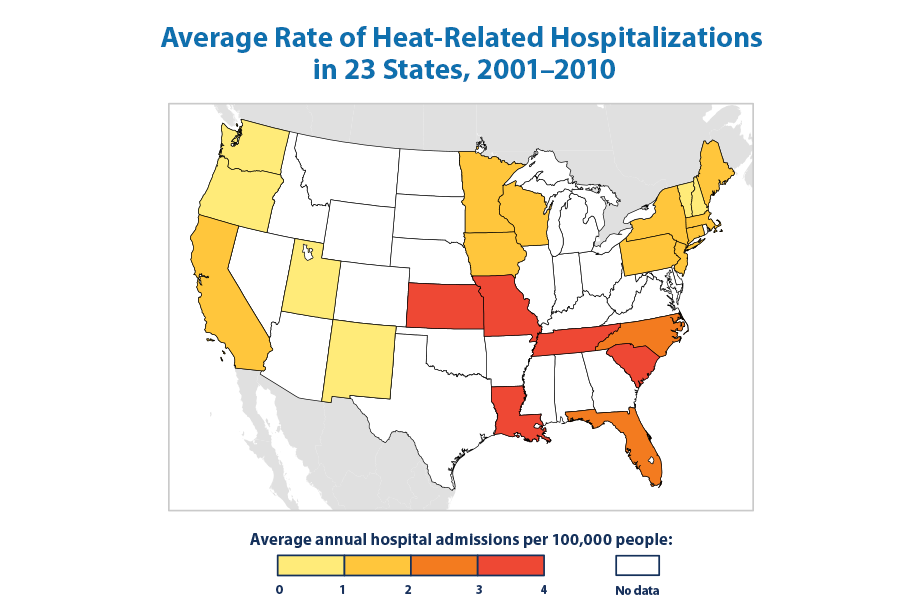 Average Rate of Heat-Related Hospitalizations
in 23 States, 2001–2010
Average annual hospital admissions per 100,000 people:
0 1 2 3 4 No data